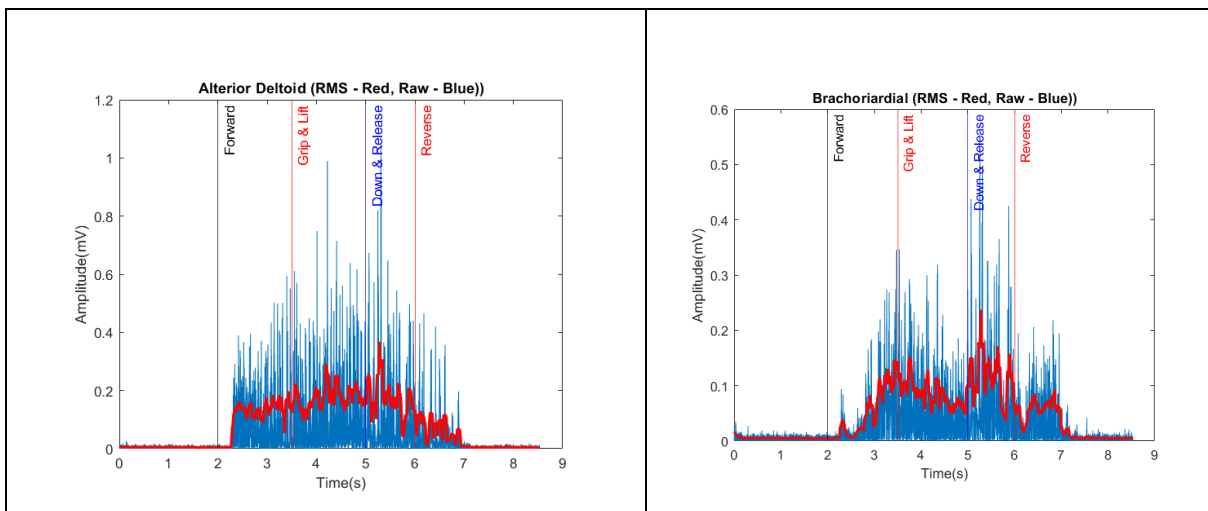 Alterior Deltoid (RMS - Red, Raw - Blue))
1.2
1
0.8
0.6
0.4
0.2
0
Amplitude(mV)
Forward
Grip & Lift
Down & Release
Reverse
0 1 2 3 4 5 6 7 8 9
Time(s)
Brachoriardial (RMS - Red, Raw - Blue))
0.6
0.5
0.4
0.3
0.2
0.1
0
Amplitude(mV)
Forward
Grip & Lift
Down & Release
Reverse
0 1 2 3 4 5 6 7 8 9
Time(s)